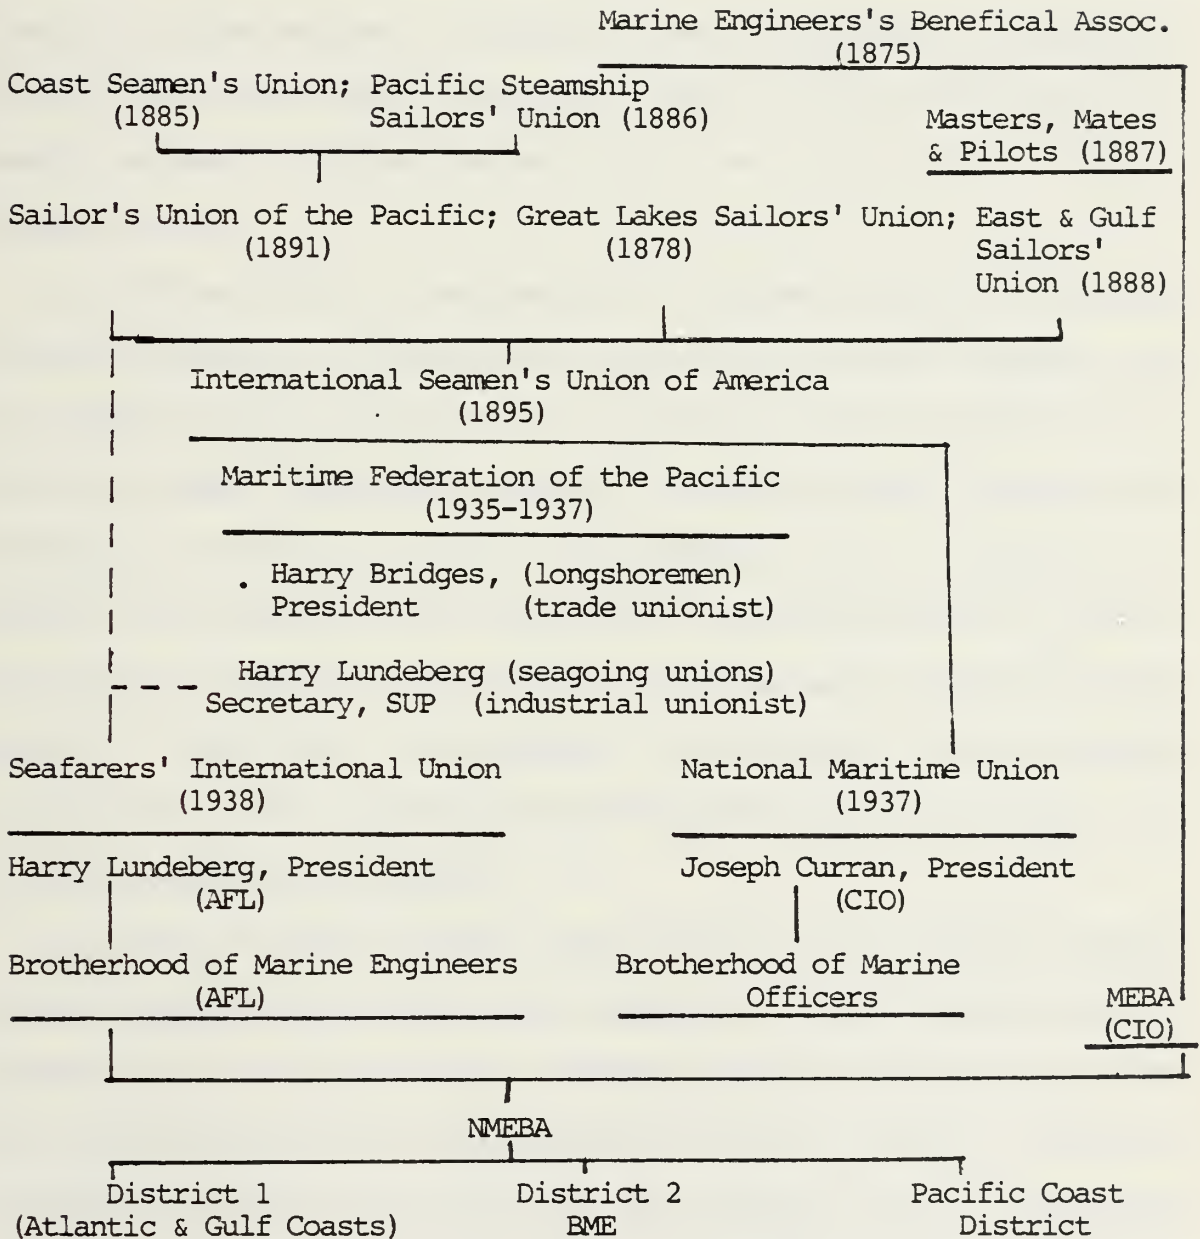 Marine Engineers's Benefical Assoc.
(1875)
Coast Seamen's Union; Pacific Steamship
(1885) Sailors' Union (1886)
Masters, Mates
& Pilots (1887)
Sailor's Union of the Pacific; Great Lakes Sailors' Union; East & Gulf
(1891) (1878) Sailors'
Union (1888)
International Seamen's Union of America
(1895)
Maritime Federation of the Pacific
(1935-1937)
Harry Bridges, (longshoremen)
President (trade unionist)
Harry Lundeberg (seagoing unions)
Secretary, SUP (industrial unionist)
Seafarers' International Union
(1938)
National Maritime Union
(1937)
Harry Lundeberg, President
(AFL)
Joseph Curran, President
(CIO)
Brotherhood of Marine Engineers
(AFL)
Brotherhood of Marine
Officers
MEBA
(CIO)
NMEBA
District 1
(Atlantic & Gulf Coasts)
District 2
BME
Pacific Coast
District